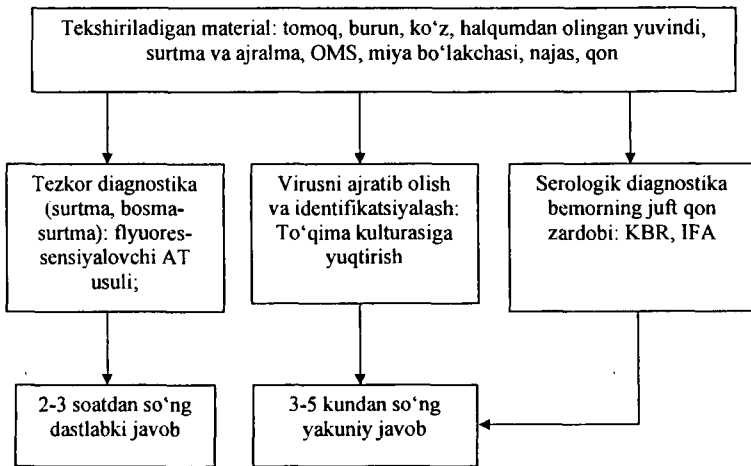 Tekshiriladigan material: tomoq, burun, ko‘z, halqumdan olingan yuvindi,
surtma va ajralma, OMS, miya bo‘lakchasi, najas, qon
Tezkor diagnostika
(surtma, bosma-
surtma): flyuores-
sensiyalovchi AT
usuli;
Virusni ajratib olish
va identifikatsiyalash:
To‘qima kulturasiga
yuqtirish
Serologik diagnostika
bemorning juft qon
zardobi: KBR, IFA
2-3 soatdan so‘ng
dastlabki javob
3-5 kundan so‘ng
yakuniy javob